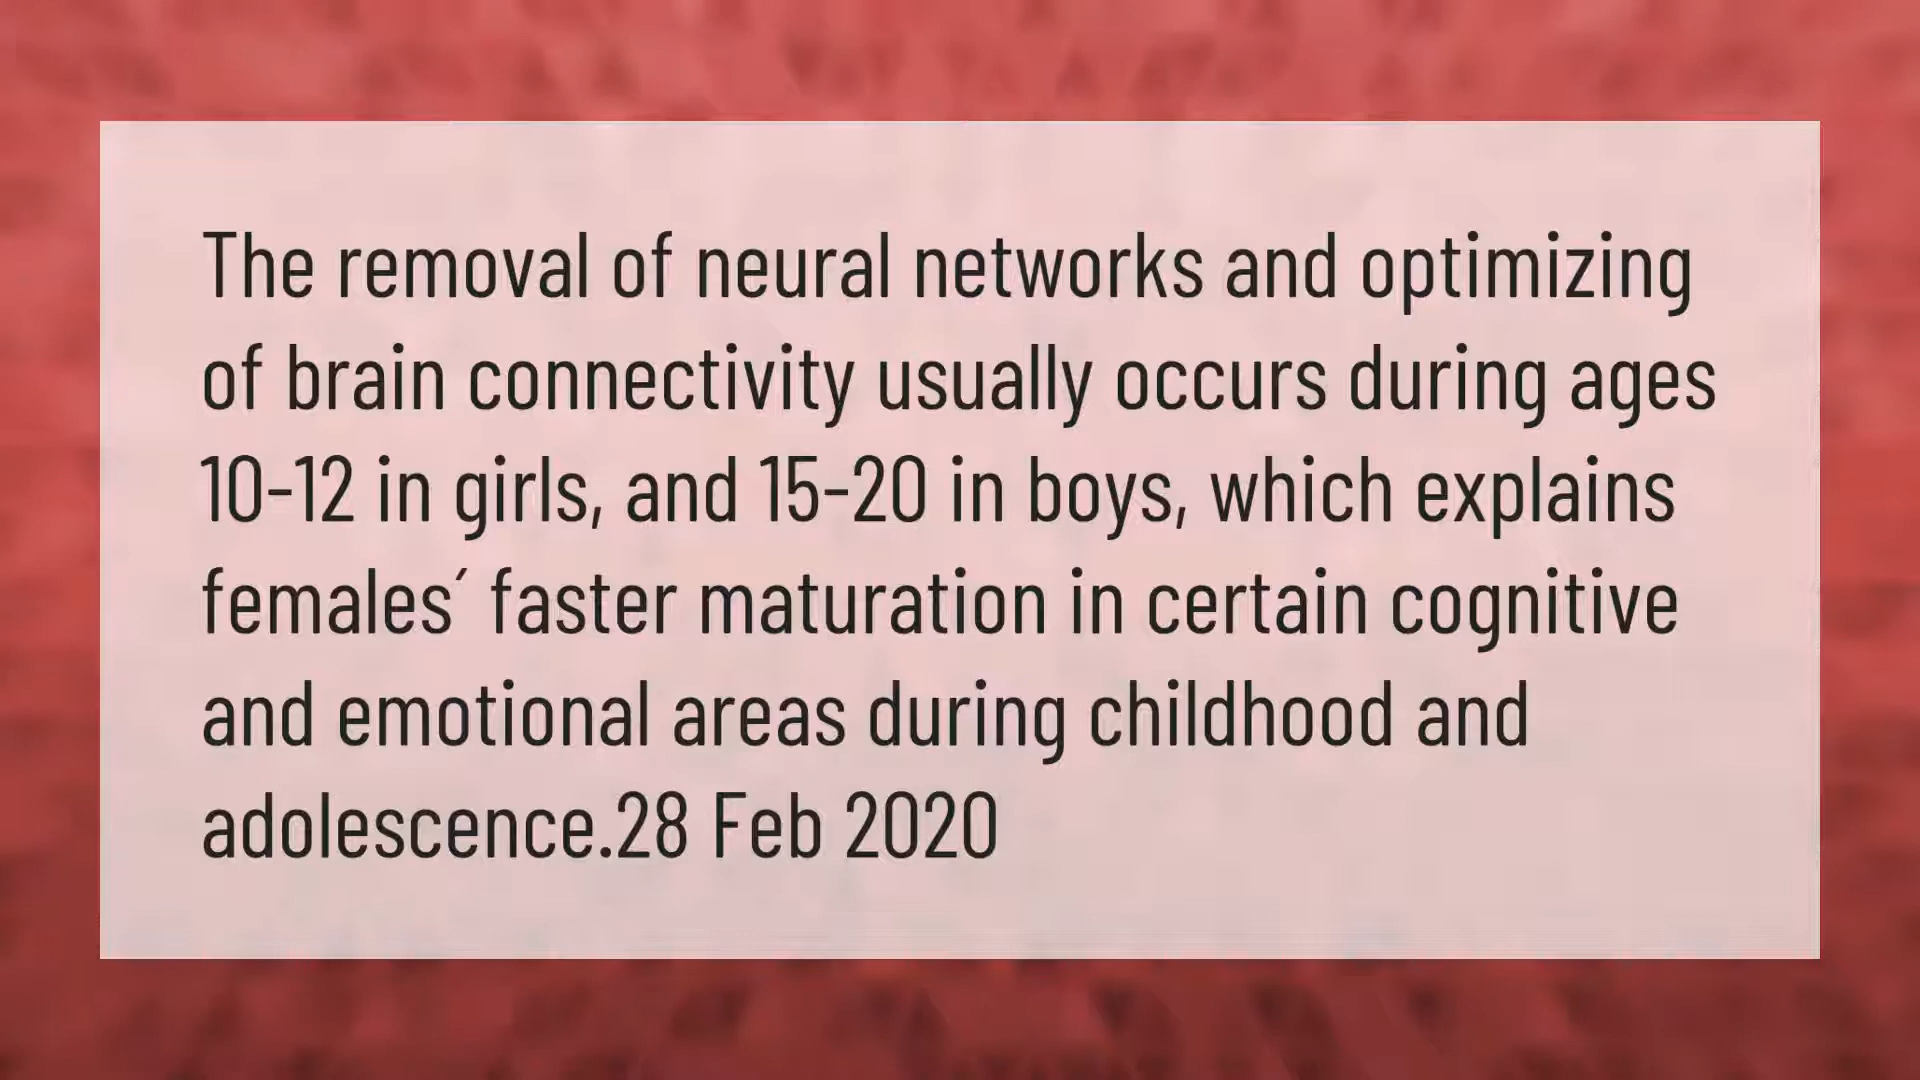 The removal of neural networks and optimizing
of brain connectivity usually occurs during ages
10-12 in girls, and 15-20 in boys, which explains
females´ faster maturation in certain cognitive
and emotional areas during childhood and
adolescence.28 Feb 2020